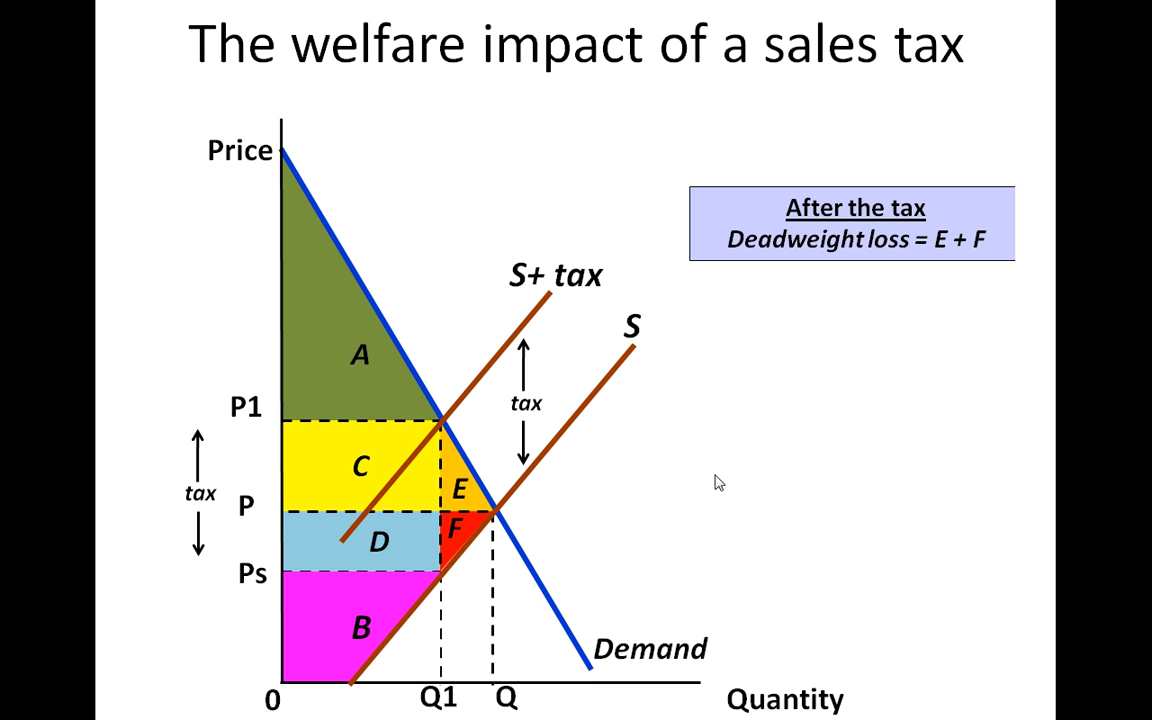 The welfare impact of a sales tax
Price
After the tax
Deadweight loss = E + F
S+ tax
S
A
tax
P1
C
E
tax
P
F
D
Ps
B
Demand
0
Q1
Q
Quantity